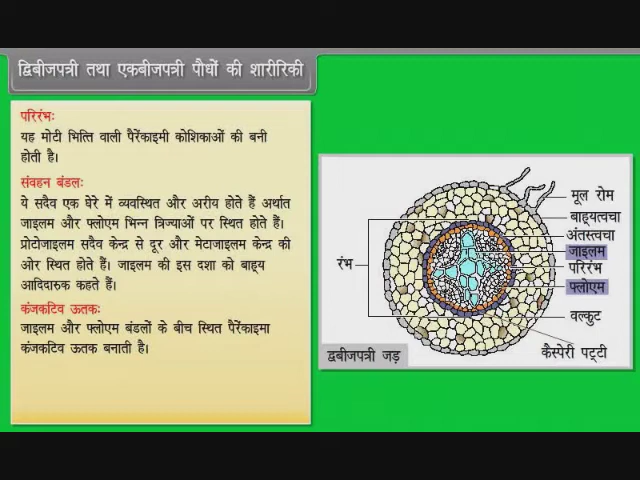 द्विबीजपत्री तथा एकबीजपत्री पौधों की शारीरिकी
परिरंभः
यह मोटी भित्ति वाली पैरेंकाइमी कोशिकाओं की बनी
होती है।
संवहन बंडलः
ये सदैव एक घेरे में व्यवस्थित और अरीय होते हैं अर्थात
जाइलम और फ्लोएम भिन्न त्रिज्याओं पर स्थित होते हैं।
प्रोटोजाइलम सदैव केन्द्र से दूर और मेटाजाइलम केन्द्र की
ओर स्थित होते हैं। जाइलम की इस दशा को बाह्य
आदिदारुक कहते हैं।
कंजकटिव ऊतकः
जाइलम और फ्लोएम बंडलों के बीच स्थित पैरेंकाइमा
कंजकटिव ऊतक बनाती है।
मूल रोम
बाह्यत्वचा
अंतस्त्वचा
जाइलम
परिरंभ
फ्लोएम
वल्कुट
कैस्पेरी पट्टी
रंभ
द्वबीजपत्री जड़